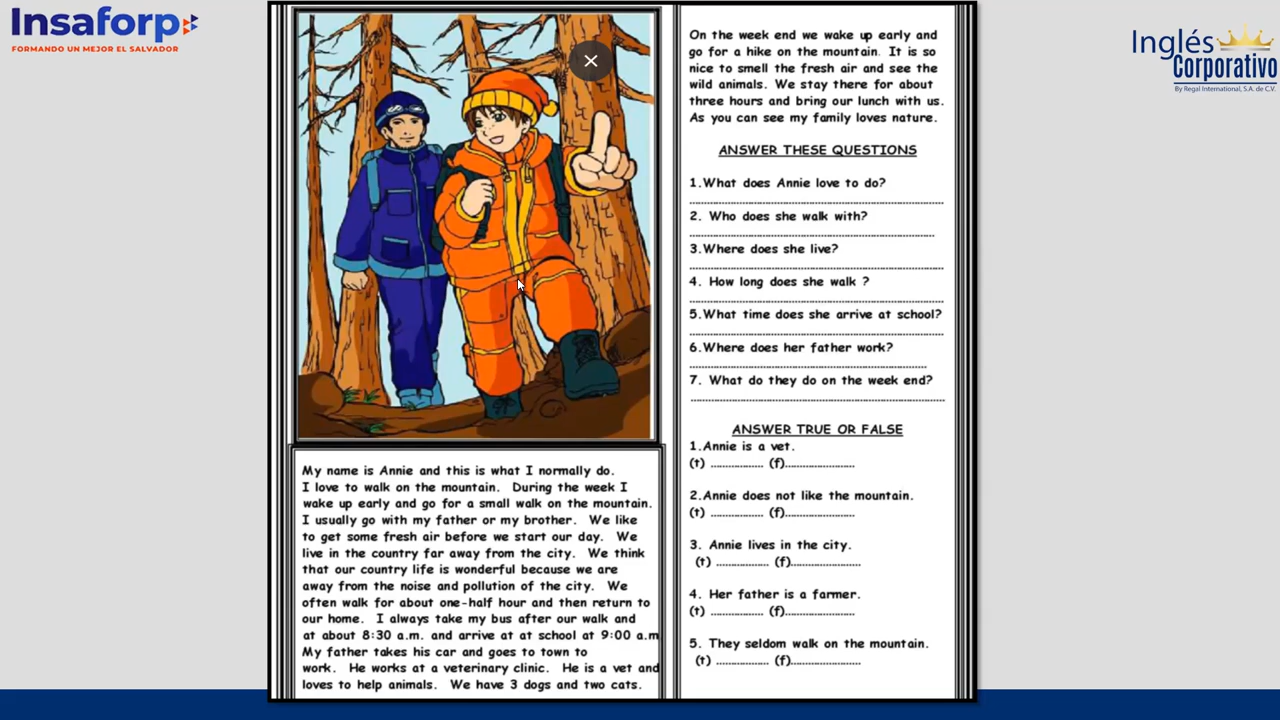 Insaforp
FORMANDO UN MEJOR EL SALVADOR
Inglés
Corporativo
By Regal International, S.A. de C.V.
My name is Annie and this is what I normally do.
I love to walk on the mountain. During the week I
wake up early and go for a small walk on the mountain.
I usually go with my father or my brother. We like
to get some fresh air before we start our day. We
live in the country far away from the city. We think
that our country life is wonderful because we are
away from the noise and pollution of the city. We
often walk for about one-half hour and then return to
our home. I always take my bus after our walk and
at about 8:30 a.m. and arrive at at school at 9:00 a.m
My father takes his car and goes to town to
work. He works at a veterinary clinic. He is a vet and
loves to help animals. We have 3 dogs and two cats.
On the week end we wake up early and
go for a hike on the mountain. It is so
nice to smell the fresh air and see the
wild animals. We stay there for about
three hours and bring our lunch with us.
As you can see my family loves nature.
ANSWER THESE QUESTIONS
1.What does Annie love to do?
2. Who does she walk with?
3.Where does she live?
4. How long does she walk ?
5.What time does she arrive at school?
6.Where does her father work?
7. What do they do on the week end?
ANSWER TRUE OR FALSE
1.Annie is a vet.
(t) .................. (f)........................
2.Annie does not like the mountain.
(t) .................. (f)........................
3. Annie lives in the city.
(t) .................. (f)........................
4. Her father is a farmer.
(t) .................. (f)........................
5. They seldom walk on the mountain.
(t) .................. (f)........................